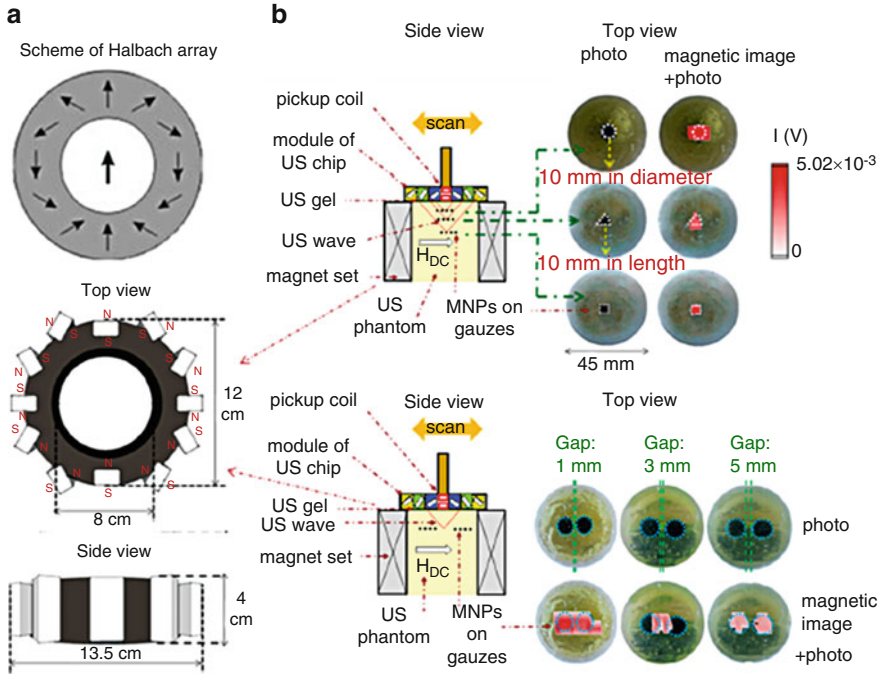 a
Scheme of Halbach array
Top view
N
S
N
S
N
S
N
S
N
S
N
S
N
S
N
S
N
S
N
S
N
S
N
S
12
cm
8 cm
Side view
4
cm
13.5 cm
b
Side view
Top view
photo
magnetic image
+photo
pickup coil
scan
module of
US chip
US gel
US wave
magnet set
H_DC
US
phantom
MNPs on
gauzes
10 mm in diameter
10 mm in length
45 mm
I (V)
5.02×10⁻³
0
pickup coil
Side view
scan
module of
US chip
US gel
US wave
magnet set
H_DC
US
phantom
MNPs
on
gauzes
Top view
Gap:
1 mm
Gap:
3 mm
Gap:
5 mm
photo
magnetic
image
+photo